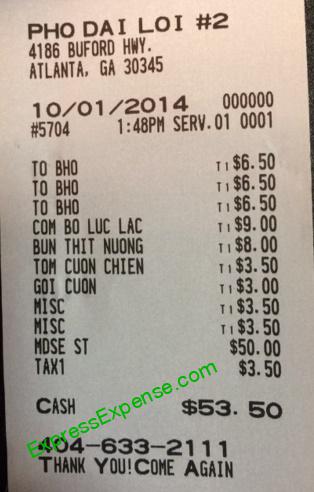 PHO DAI LOI #2
4186 BUFORD HWY.
ATLANTA, GA 30345
10/01/2014 000000
#5704 1:48PM SERV.01 0001
TO BHO T1 $6.50
TO BHO T1 $6.50
TO BHO T1 $6.50
COM BO LUC LAC T1 $9.00
BUN THIT NUONG T1 $8.00
TOM CUON CHIEN T1 $3.50
GOI CUON T1 $3.00
MISC T1 $3.50
MISC T1 $3.50
MDSE ST $50.00
TAX1 $3.50
CASH $53.50
ExpressExpense.com
404-633-2111
THANK YOU!COME AGAIN